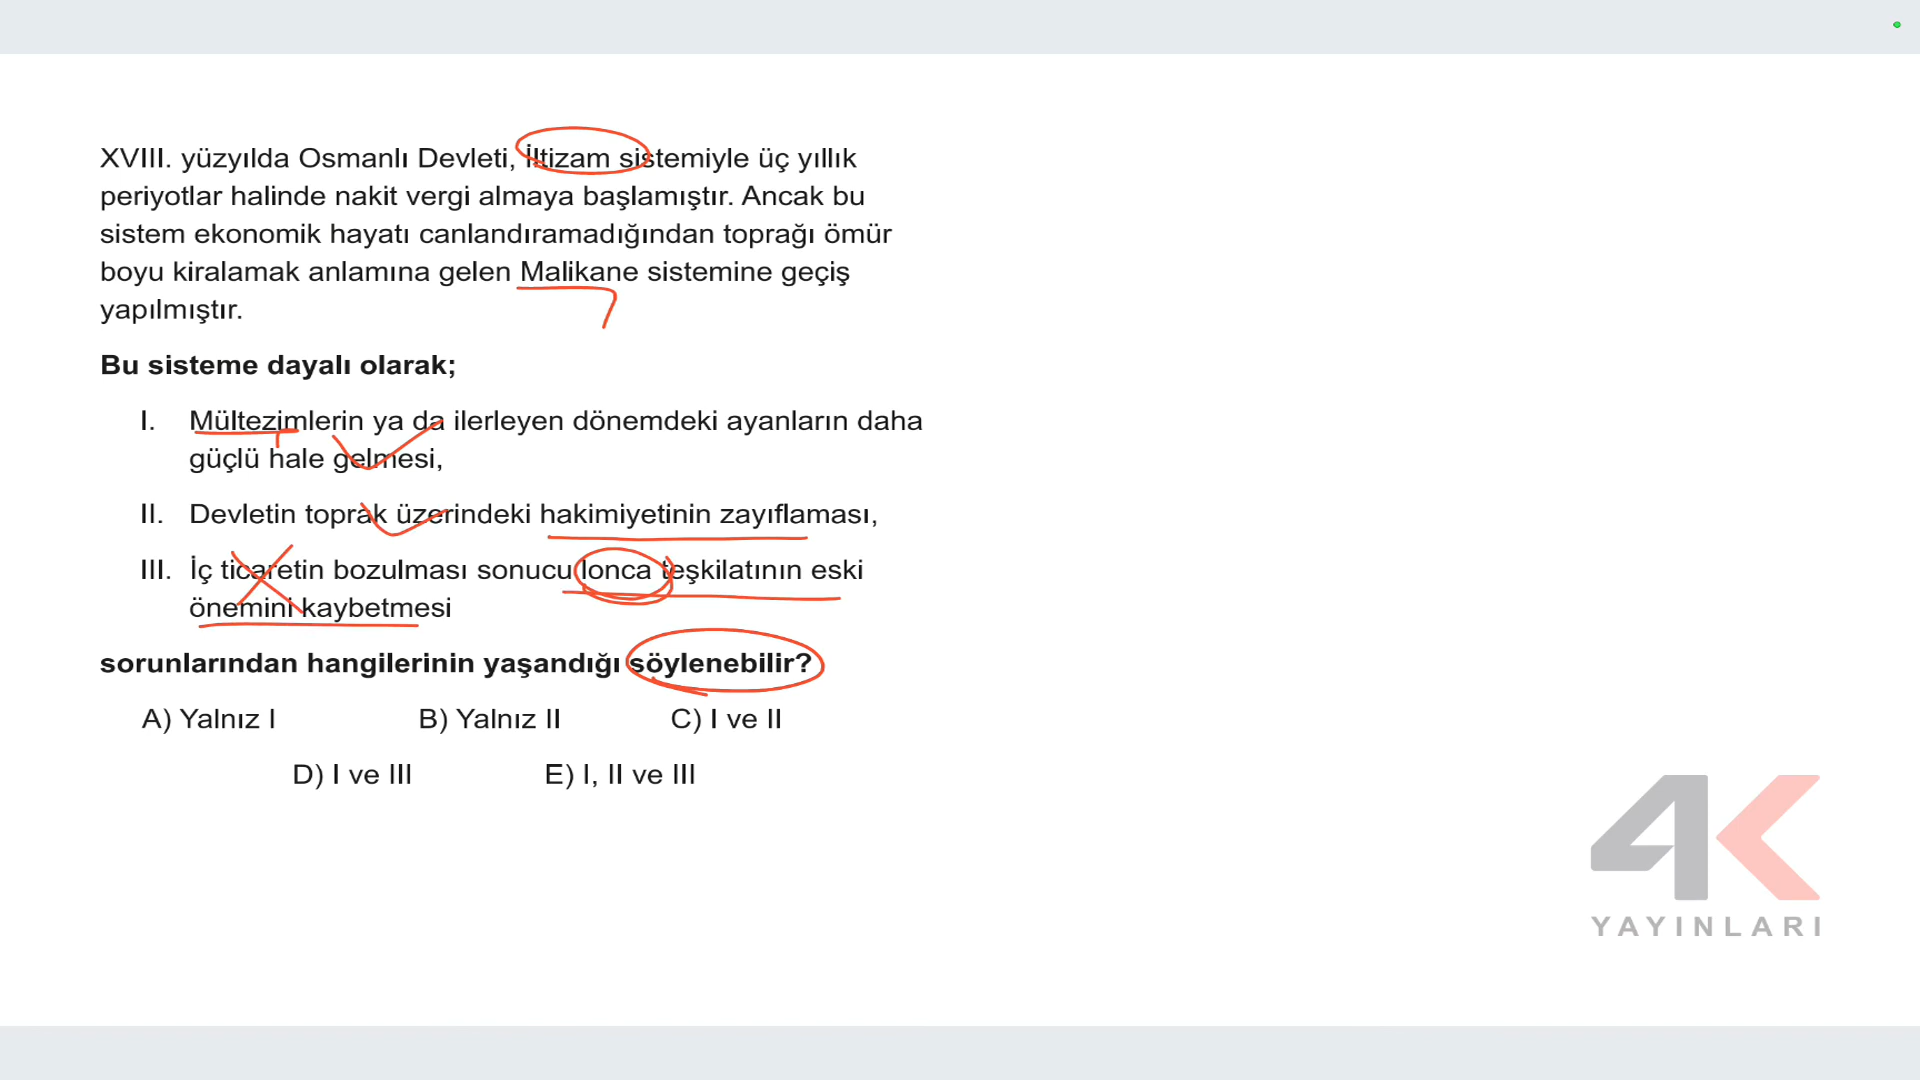 XVIII. yüzyılda Osmanlı Devleti, İltizam sistemiyle üç yıllık
periyotlar halinde nakit vergi almaya başlamıştır. Ancak bu
sistem ekonomik hayatı canlandıramadığından toprağı ömür
boyu kiralamak anlamına gelen Malikane sistemine geçiş
yapılmıştır.
Bu sisteme dayalı olarak;
I. Mültezimlerin ya da ilerleyen dönemdeki ayanların daha
güçlü hale gelmesi,
II. Devletin toprak üzerindeki hakimiyetinin zayıflaması,
III. İç ticaretin bozulması sonucu lonca teşkilatının eski
önemini kaybetmesi
sorunlarından hangilerinin yaşandığı söylenebilir?
A) Yalnız I B) Yalnız II C) I ve II
D) I ve III E) I, II ve III
4K
YAYINLARI